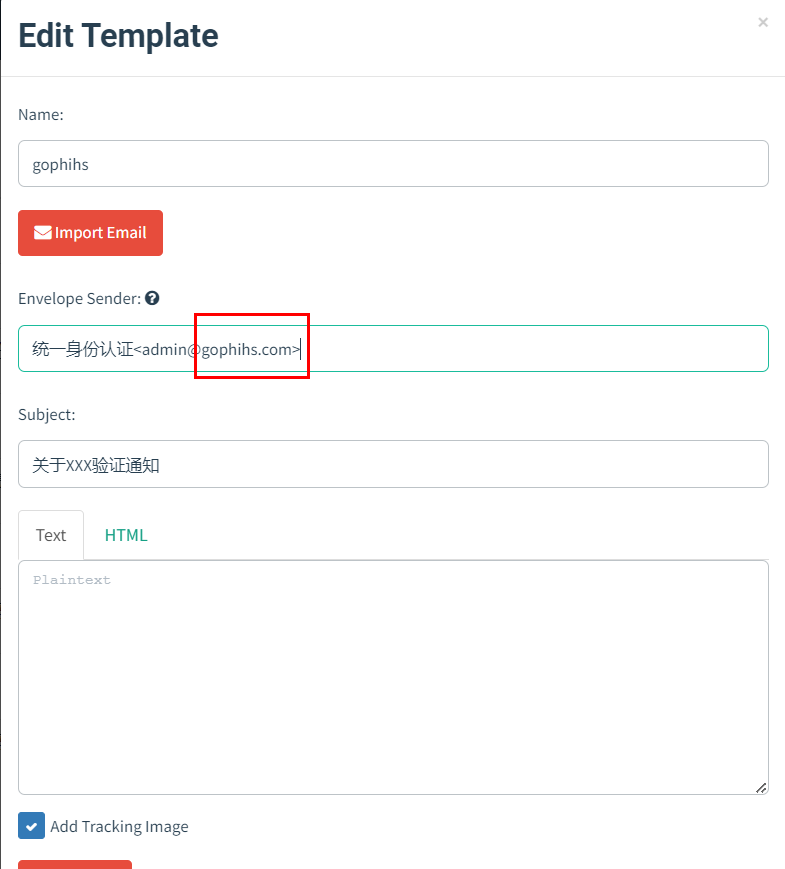 Edit Template
×
Name:
gophihs
Import Email
Envelope Sender:
统一身份认证<admin@gophihs.com>
Subject:
关于XXX验证通知
Text HTML
Plaintext
Add Tracking Image